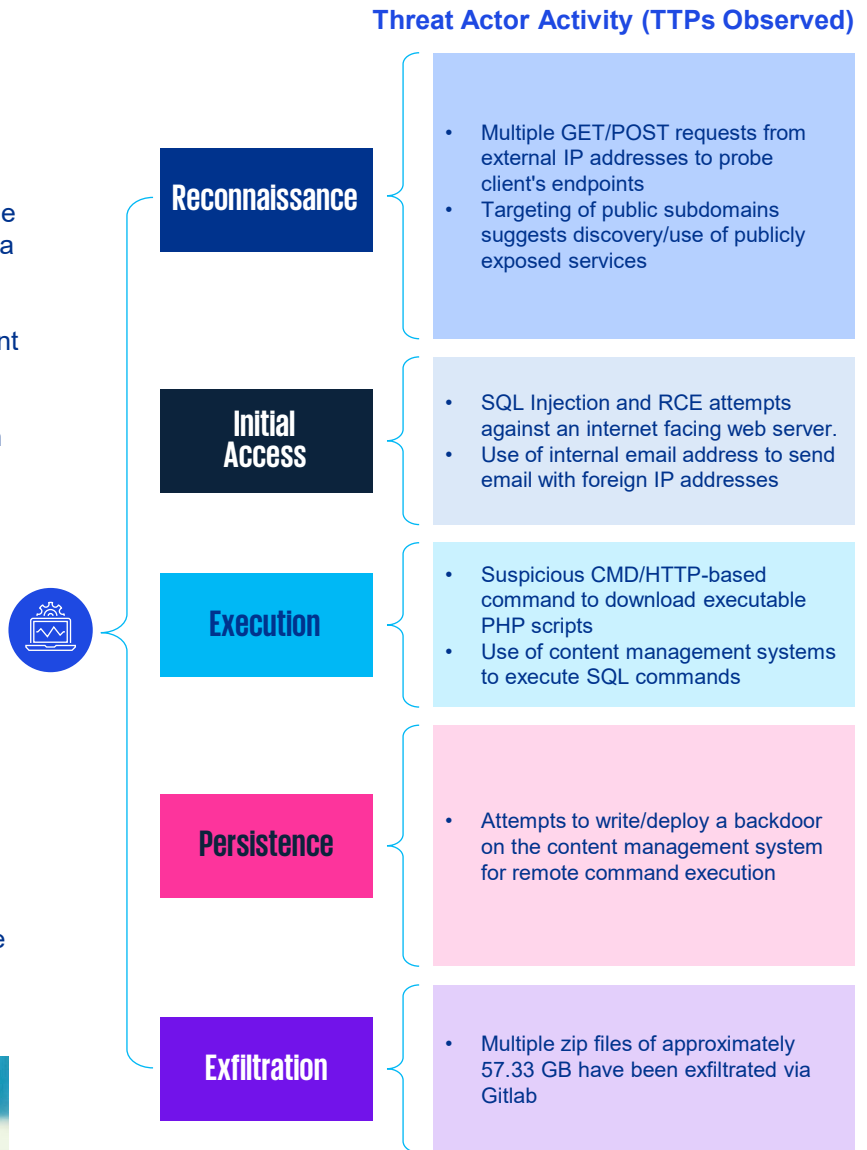 Threat Actor Activity (TTPs Observed)
e
a
nt
n
e
Reconnaissance
• Multiple GET/POST requests from
external IP addresses to probe
client's endpoints
• Targeting of public subdomains
suggests discovery/use of publicly
exposed services
Initial
Access
• SQL Injection and RCE attempts
against an internet facing web server.
• Use of internal email address to send
email with foreign IP addresses
Execution
• Suspicious CMD/HTTP-based
command to download executable
PHP scripts
• Use of content management systems
to execute SQL commands
Persistence
• Attempts to write/deploy a backdoor
on the content management system
for remote command execution
Exfiltration
• Multiple zip files of approximately
57.33 GB have been exfiltrated via
Gitlab